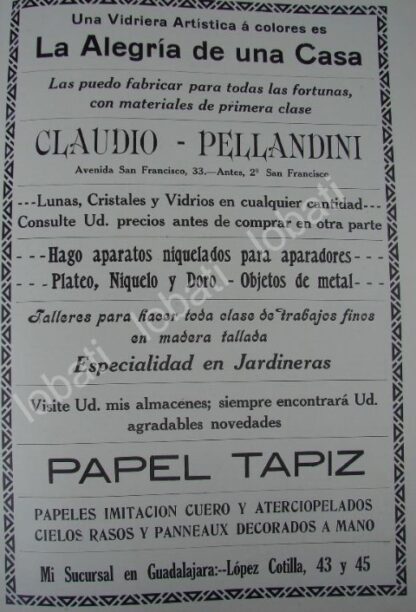 Una Vidriera Artística á colores es
La Alegría de una Casa
Las puedo fabricar para todas las fortunas,
con materiales de primera clase
CLAUDIO - PELLANDINI
Avenida San Francisco, 33.—Antes, 2ª San Francisco
---Lunas, Cristales y Vidrios en cualquier cantidad---
Consulte Ud. precios antes de comprar en otra parte
---Hago aparatos niquelados para aparadores---
---Plateo, Niquelo y Doro - Objetos de metal---
Talleres para hacer toda clase de trabajos finos
en madera tallada
Especialidad en Jardineras
Visite Ud. mis almacenes; siempre encontrará Ud.
agradables novedades
PAPEL TAPIZ
PAPELES IMITACION CUERO Y ATERCIOPELADOS
CIELOS RASOS Y PANNEAUX DECORADOS A MANO
Mi Sucursal en Guadalajara:--López Cotilla, 43 y 45
lobati lobati lobati lobati